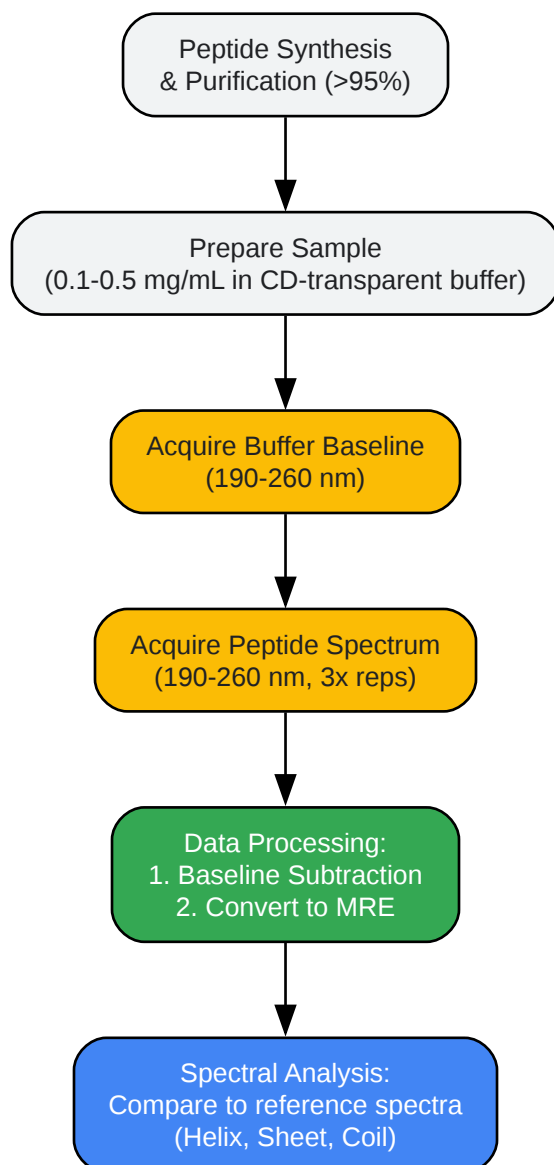 Peptide Synthesis
& Purification (>95%)
Prepare Sample
(0.1-0.5 mg/mL in CD-transparent buffer)
Acquire Buffer Baseline
(190-260 nm)
Acquire Peptide Spectrum
(190-260 nm, 3x reps)
Data Processing:
1. Baseline Subtraction
2. Convert to MRE
Spectral Analysis:
Compare to reference spectra
(Helix, Sheet, Coil)